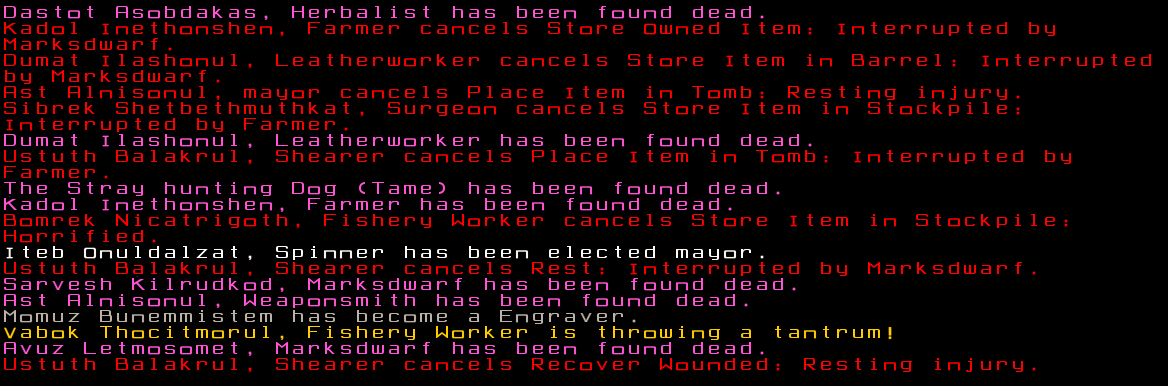 Dastot Asobdakas, Herbalist has been found dead.
Kadol Inethonshen, Farmer cancels Store Owned Item: Interrupted by
Marksdwarf.
Dumat Ilashonul, Leatherworker cancels Store Item in Barrel: Interrupted
by Marksdwarf.
Ast Alnisonul, mayor cancels Place Item in Tomb: Resting injury.
Sibrek Shetbethmuthkat, Surgeon cancels Store Item in Stockpile:
Interrupted by Farmer.
Dumat Ilashonul, Leatherworker has been found dead.
Ustuth Balakrul, Shearer cancels Place Item in Tomb: Interrupted by
Farmer.
The Stray hunting Dog (Tame) has been found dead.
Kadol Inethonshen, Farmer has been found dead.
Bomrek Nicatrigoth, Fishery Worker cancels Store Item in Stockpile:
Horrified.
Iteb Onuldalzat, Spinner has been elected mayor.
Ustuth Balakrul, Shearer cancels Rest: Interrupted by Marksdwarf.
Sarvesh Kilrudkod, Marksdwarf has been found dead.
Ast Alnisonul, Weaponsmith has been found dead.
Momuz Bunemmistem has become a Engraver.
Vabok Thocitmorul, Fishery Worker is throwing a tantrum!
Avuz Letmosomet, Marksdwarf has been found dead.
Ustuth Balakrul, Shearer cancels Recover Wounded: Resting injury.